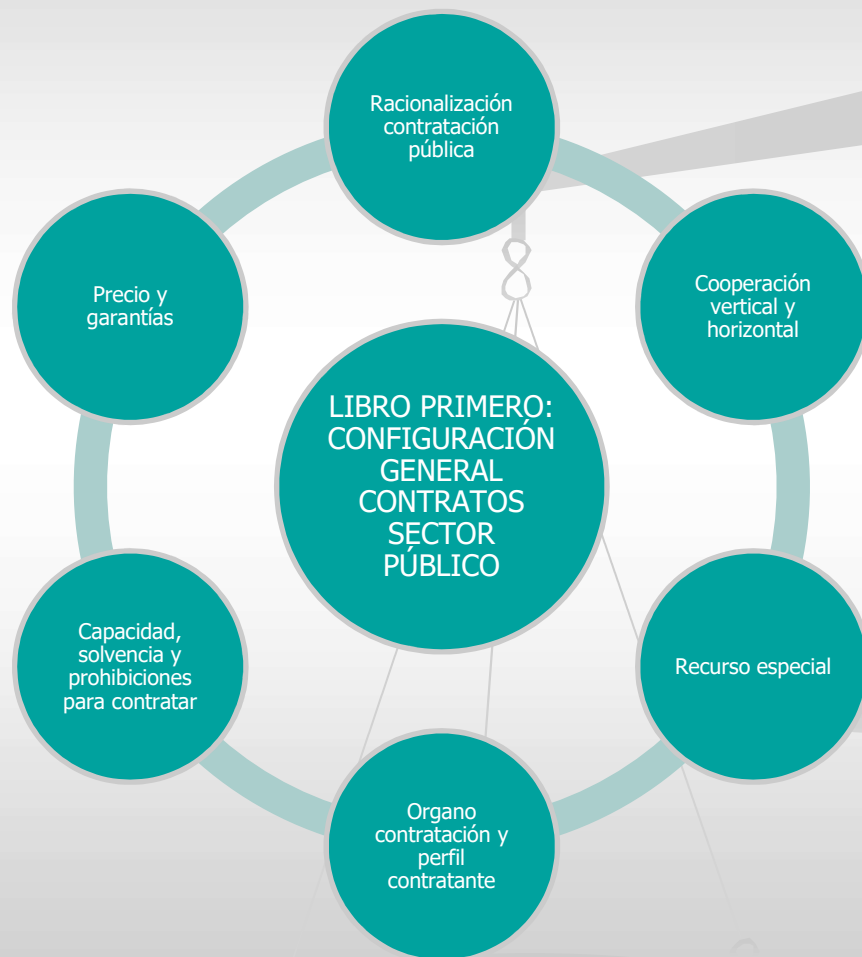 Racionalización
contratación
pública
Cooperación
vertical y
horizontal
Recurso especial
Organo
contratación y
perfil
contratante
Capacidad,
solvencia y
prohibiciones
para contratar
Precio y
garantías
LIBRO PRIMERO:
CONFIGURACIÓN
GENERAL
CONTRATOS
SECTOR
PÚBLICO